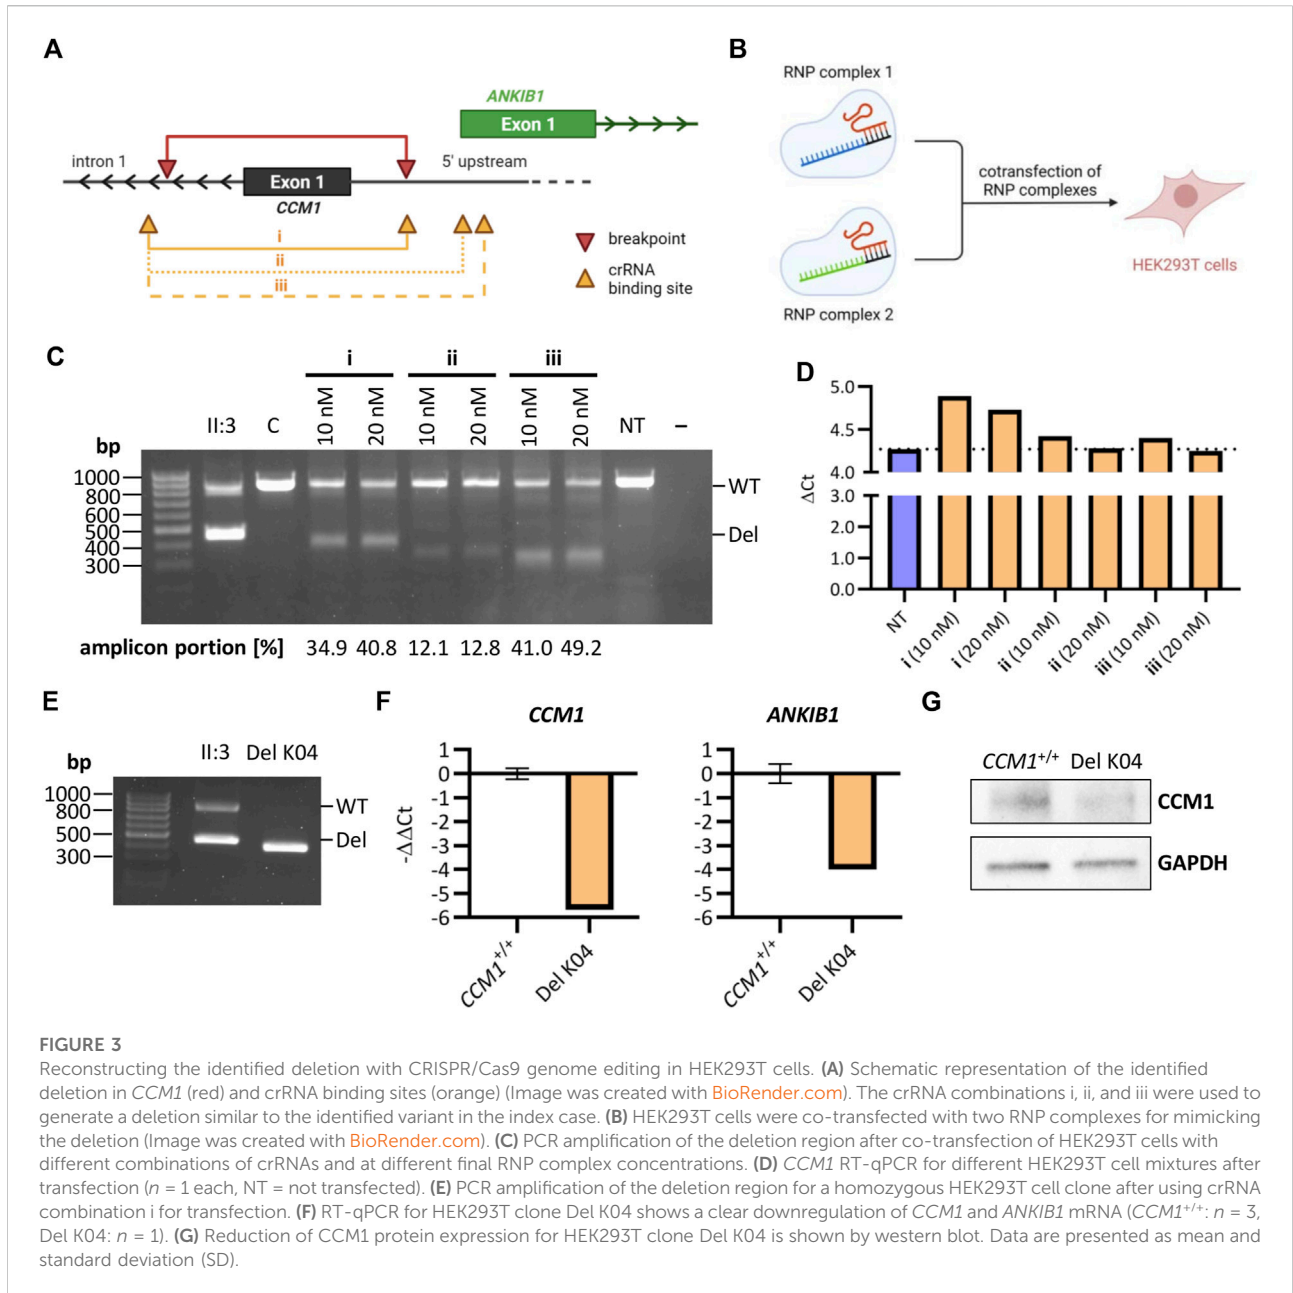 A
ANKIB1
Exon 1
intron 1
5' upstream
Exon 1
CCM1
i
ii
iii
breakpoint
crRNA
binding site
B
RNP complex 1
cotransfection of
RNP complexes
HEK293T cells
RNP complex 2
C
i
ii
iii
bp
II:3
C
10 nM
20 nM
10 nM
20 nM
10 nM
20 nM
NT
–
1000
800
600
500
400
300
WT
Del
amplicon portion [%]
34.9 40.8 12.1 12.8 41.0 49.2
D
ΔCt
5.0
4.5
4.0
3.0
2.0
1.0
0.0
NT
i (10 nM)
i (20 nM)
ii (10 nM)
ii (20 nM)
iii (10 nM)
iii (20 nM)
E
bp
II:3 Del K04
1000
800
500
300
WT
Del
F
CCM1
-ΔΔCt
1
0
-1
-2
-3
-4
-5
-6
CCM1+/+
Del K04
ANKIB1
1
0
-1
-2
-3
-4
-5
-6
CCM1+/+
Del K04
G
CCM1+/+ Del K04
CCM1
GAPDH
FIGURE 3
Reconstructing the identified deletion with CRISPR/Cas9 genome editing in HEK293T cells. (A) Schematic representation of the identified
deletion in CCM1 (red) and crRNA binding sites (orange) (Image was created with BioRender.com). The crRNA combinations i, ii, and iii were used to
generate a deletion similar to the identified variant in the index case. (B) HEK293T cells were co-transfected with two RNP complexes for mimicking
the deletion (Image was created with BioRender.com). (C) PCR amplification of the deletion region after co-transfection of HEK293T cells with
different combinations of crRNAs and at different final RNP complex concentrations. (D) CCM1 RT-qPCR for different HEK293T cell mixtures after
transfection (n = 1 each, NT = not transfected). (E) PCR amplification of the deletion region for a homozygous HEK293T cell clone after using crRNA
combination i for transfection. (F) RT-qPCR for HEK293T clone Del K04 shows a clear downregulation of CCM1 and ANKIB1 mRNA (CCM1+/+: n = 3,
Del K04: n = 1). (G) Reduction of CCM1 protein expression for HEK293T clone Del K04 is shown by western blot. Data are presented as mean and
standard deviation (SD).